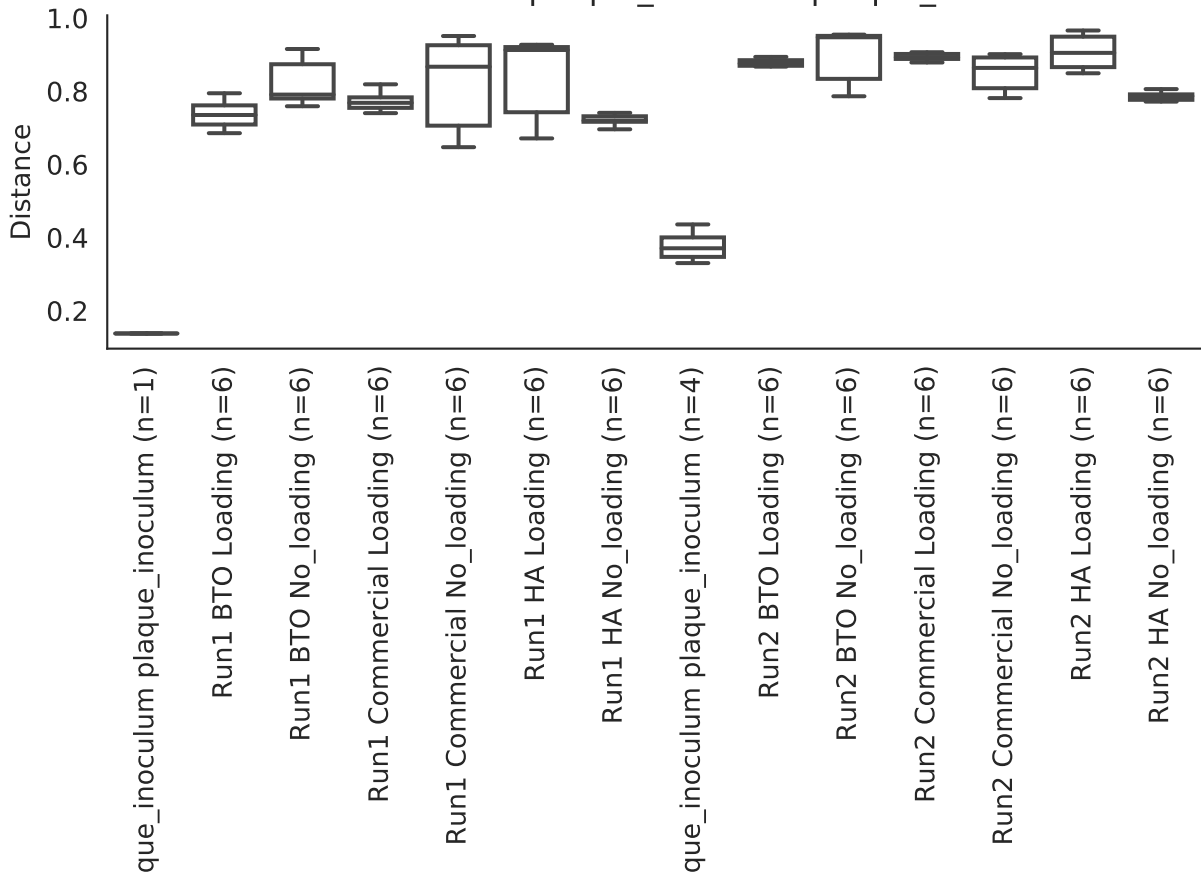 1.0
0.8
0.6
0.4
0.2
Distance
que_inoculum plaque_inoculum (n=1)
Run1 BTO Loading (n=6)
Run1 BTO No_loading (n=6)
Run1 Commercial Loading (n=6)
Run1 Commercial No_loading (n=6)
Run1 HA Loading (n=6)
Run1 HA No_loading (n=6)
que_inoculum plaque_inoculum (n=4)
Run2 BTO Loading (n=6)
Run2 BTO No_loading (n=6)
Run2 Commercial Loading (n=6)
Run2 Commercial No_loading (n=6)
Run2 HA Loading (n=6)
Run2 HA No_loading (n=6)